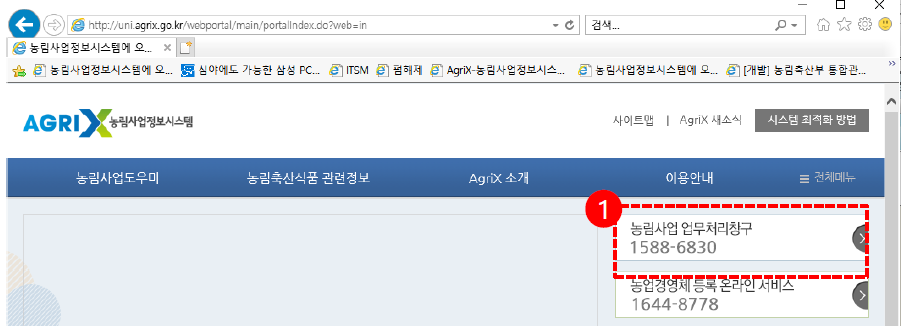 http://uni.agrix.go.kr/webportal/main/portalIndex.do?web=in
검색...
농림사업정보시스템에 오...
농림사업정보시스템에 오... 심야에도 가능한 삼성 PC... ITSM 펌해제 AgriX-농림사업정보시스... 농림사업정보시스템에 오... [개발] 농림축산부 통합관...
AGRIX 농림사업정보시스템
사이트맵 | AgriX 새소식 시스템 최적화 방법
농림사업도우미 농림축산식품 관련정보 AgriX 소개 이용안내 전체메뉴
1
농림사업 업무처리창구
1588-6830
농업경영체 등록 온라인 서비스
1644-8778